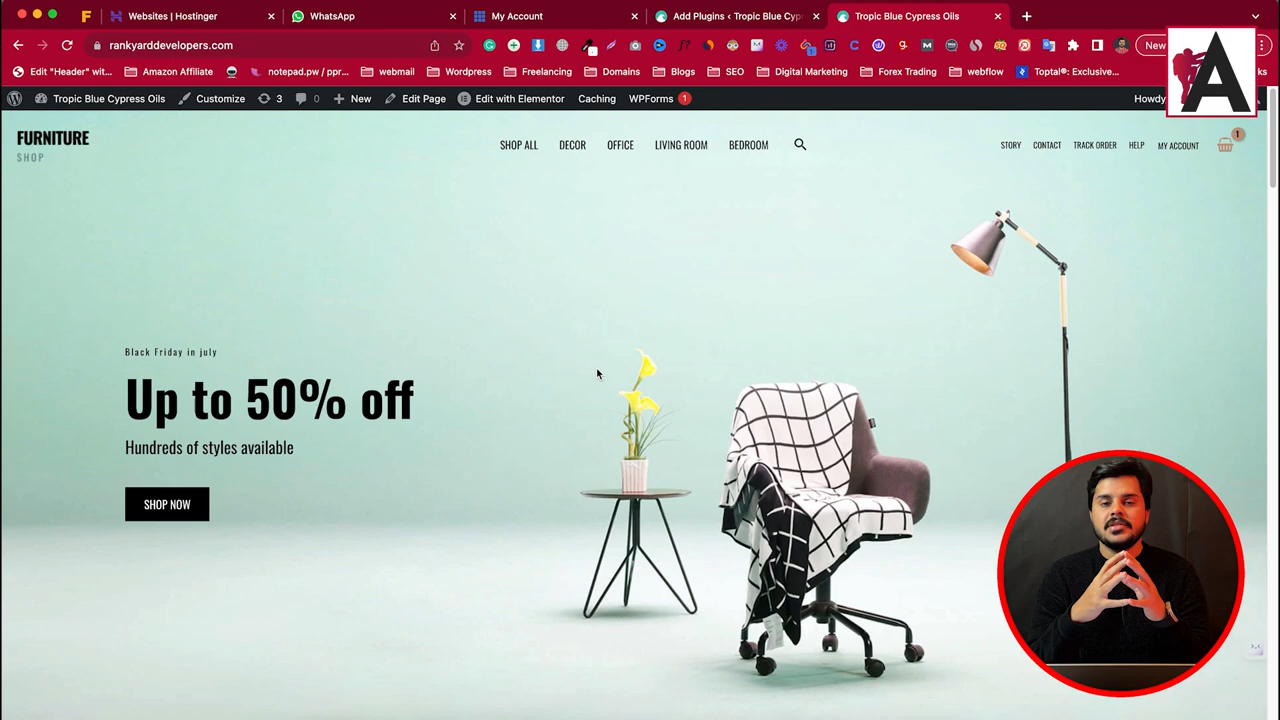 Websites | Hostinger
WhatsApp
My Account
Add Plugins ‹ Tropic Blue Cyp
Tropic Blue Cypress Oils
rankyarddevelopers.com
New
Edit "Header" wit...
Amazon Affiliate
notepad.pw / ppr...
webmail
Wordpress
Freelancing
Domains
Blogs
SEO
Digital Marketing
Forex Trading
webflow
Toptal®: Exclusive...
A
Tropic Blue Cypress Oils
Customize
3
0
New
Edit Page
Edit with Elementor
Caching
WPForms
1
Howdy
FURNITURE
SHOP
SHOP ALL
DECOR
OFFICE
LIVING ROOM
BEDROOM
STORY
CONTACT
TRACK ORDER
HELP
MY ACCOUNT
1
Black Friday in july
Up to 50% off
Hundreds of styles available
SHOP NOW